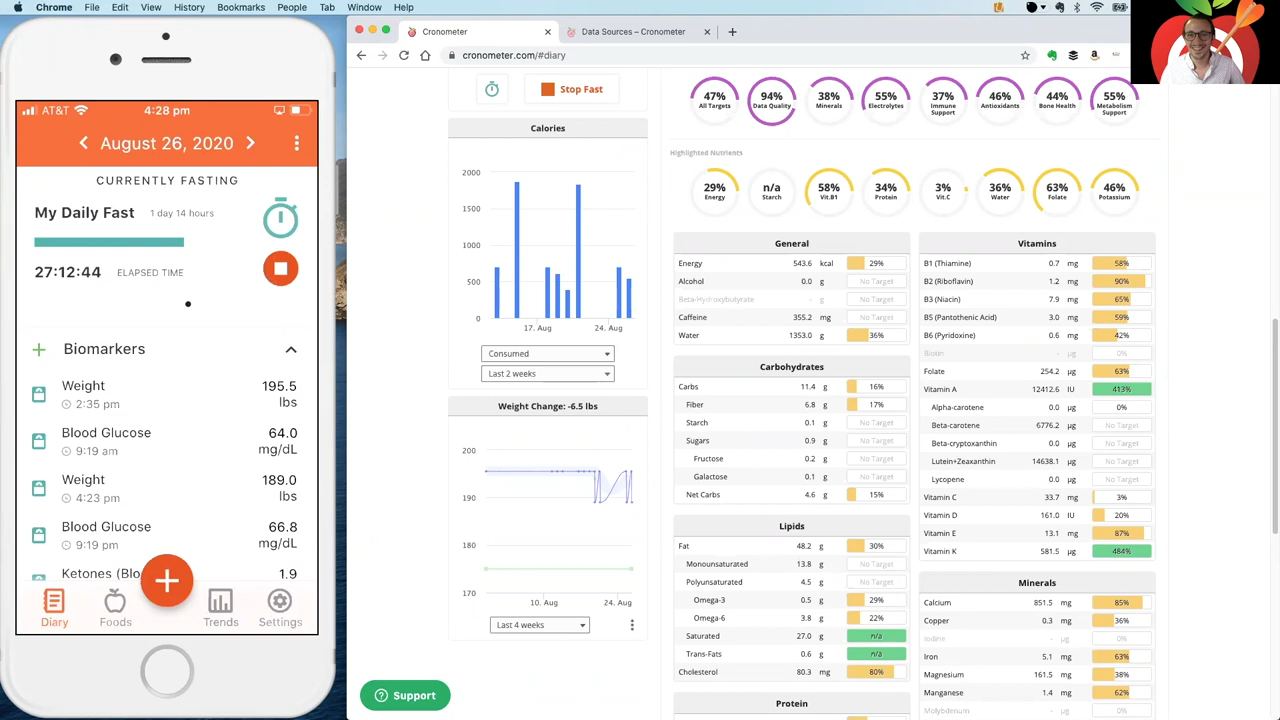 Chrome File Edit View History Bookmarks People Tab Window Help
AT&T 4:28 pm
August 26, 2020
CURRENTLY FASTING
My Daily Fast 1 day 14 hours
27:12:44 ELAPSED TIME
Biomarkers
Weight 195.5 lbs
2:35 pm
Blood Glucose 64.0 mg/dL
9:19 am
Weight 189.0 lbs
4:23 pm
Blood Glucose 66.8 mg/dL
9:19 pm
Ketones (Blo 1.9
+
Diary Foods Trends Settings
Cronometer Data Sources – Cronometer
cronometer.com/#diary
Stop Fast
Calories
2000
1500
1000
500
0
17. Aug 24. Aug
Consumed
Last 2 weeks
Weight Change: -6.5 lbs
200
190
180
170
10. Aug 24. Aug
Last 4 weeks
Support
47% All Targets
94% Data Quality
38% Minerals
55% Electrolytes
37% Immune Support
46% Antioxidants
44% Bone Health
55% Metabolism Support
Highlighted Nutrients
29% Energy
n/a Starch
58% Vit.B1
34% Protein
3% Vit.C
36% Water
63% Folate
46% Potassium
General
Energy 543.6 kcal 29%
Alcohol 0.0 g No Target
Beta-Hydroxybutyrate - g No Target
Caffeine 355.2 mg No Target
Water 1353.0 g 36%
Carbohydrates
Carbs 11.4 g 16%
Fiber 6.8 g 17%
Starch 0.1 g No Target
Sugars 0.9 g No Target
Fructose 0.2 g No Target
Galactose 0.1 g No Target
Net Carbs 4.6 g 15%
Lipids
Fat 48.2 g 30%
Monounsaturated 13.8 g No Target
Polyunsaturated 4.5 g No Target
Omega-3 0.5 g 29%
Omega-6 3.8 g 22%
Saturated 27.0 g n/a
Trans-Fats 0.6 g n/a
Cholesterol 80.3 mg 80%
Protein
Vitamins
B1 (Thiamine) 0.7 mg 58%
B2 (Riboflavin) 1.2 mg 90%
B3 (Niacin) 7.9 mg 65%
B5 (Pantothenic Acid) 3.0 mg 59%
B6 (Pyridoxine) 0.6 mg 42%
Biotin - µg 0%
Folate 254.2 µg 63%
Vitamin A 12412.6 IU 413%
Alpha-carotene 0.0 µg 0%
Beta-carotene 6776.2 µg No Target
Beta-cryptoxanthin 0.0 µg No Target
Lutein+Zeaxanthin 14638.1 µg No Target
Lycopene 0.0 µg No Target
Vitamin C 33.7 mg 3%
Vitamin D 161.0 IU 20%
Vitamin E 13.1 mg 87%
Vitamin K 581.5 µg 484%
Minerals
Calcium 851.5 mg 85%
Copper 0.3 mg 36%
Iodine - µg 0%
Iron 5.1 mg 63%
Magnesium 161.5 mg 38%
Manganese 1.4 mg 62%
Molybdenum - µg 0%